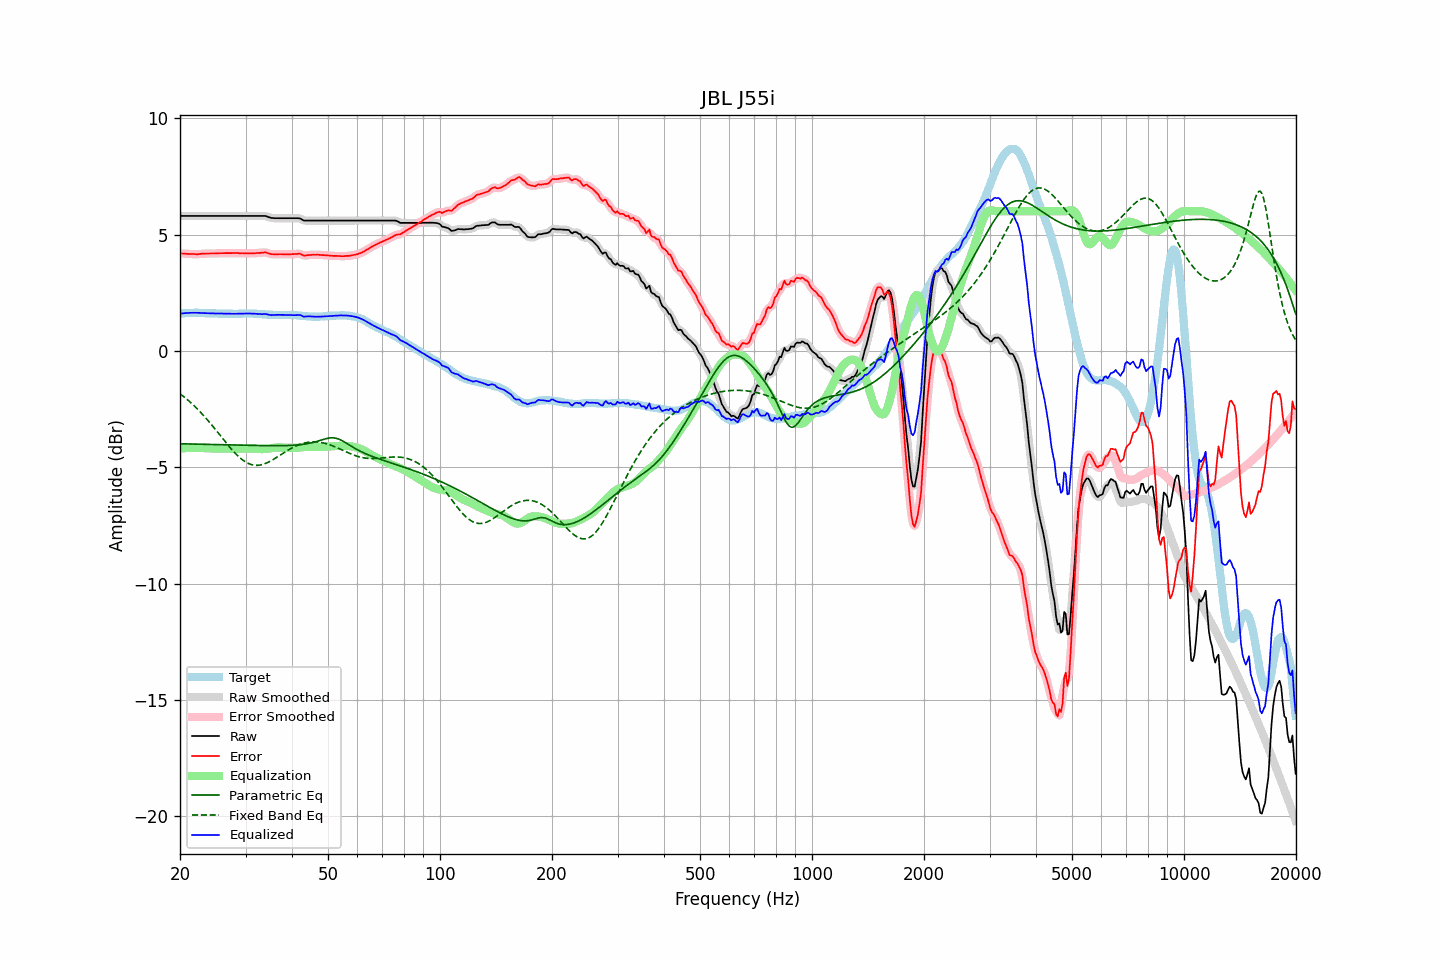 JBL J55i
10
5
0
−5
−10
−15
−20
Amplitude (dBr)
Target
Raw Smoothed
Error Smoothed
Raw
Error
Equalization
Parametric Eq
Fixed Band Eq
Equalized
20 50 100 200 500 1000 2000 5000 10000 20000
Frequency (Hz)